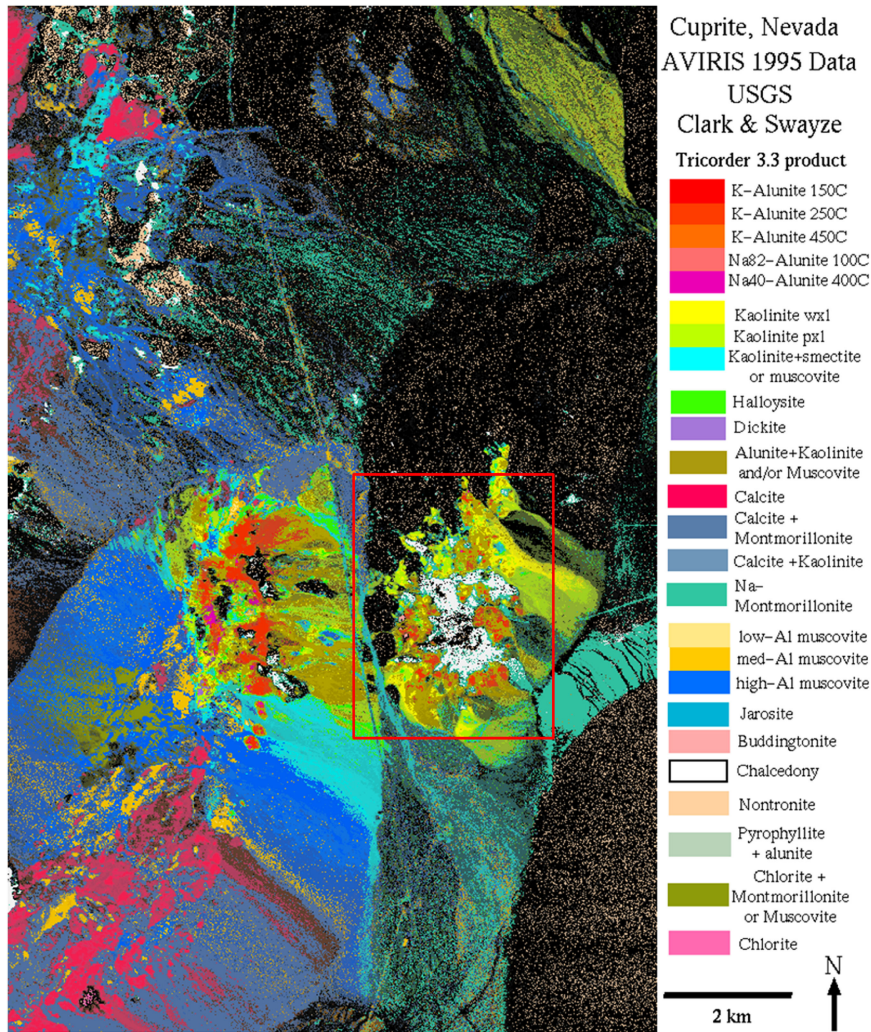 Cuprite, Nevada
AVIRIS 1995 Data
USGS
Clark & Swayze
Tricorder 3.3 product
K-Alunite 150C
K-Alunite 250C
K-Alunite 450C
Na82-Alunite 100C
Na40-Alunite 400C
Kaolinite wxl
Kaolinite pxl
Kaolinite+smectite
or muscovite
Halloysite
Dickite
Alunite+Kaolinite
and/or Muscovite
Calcite
Calcite +
Montmorillonite
Calcite +Kaolinite
Na-
Montmorillonite
low-Al muscovite
med-Al muscovite
high-Al muscovite
Jarosite
Buddingtonite
Chalcedony
Nontronite
Pyrophyllite
+ alunite
Chlorite +
Montmorillonite
or Muscovite
Chlorite
N
2 km